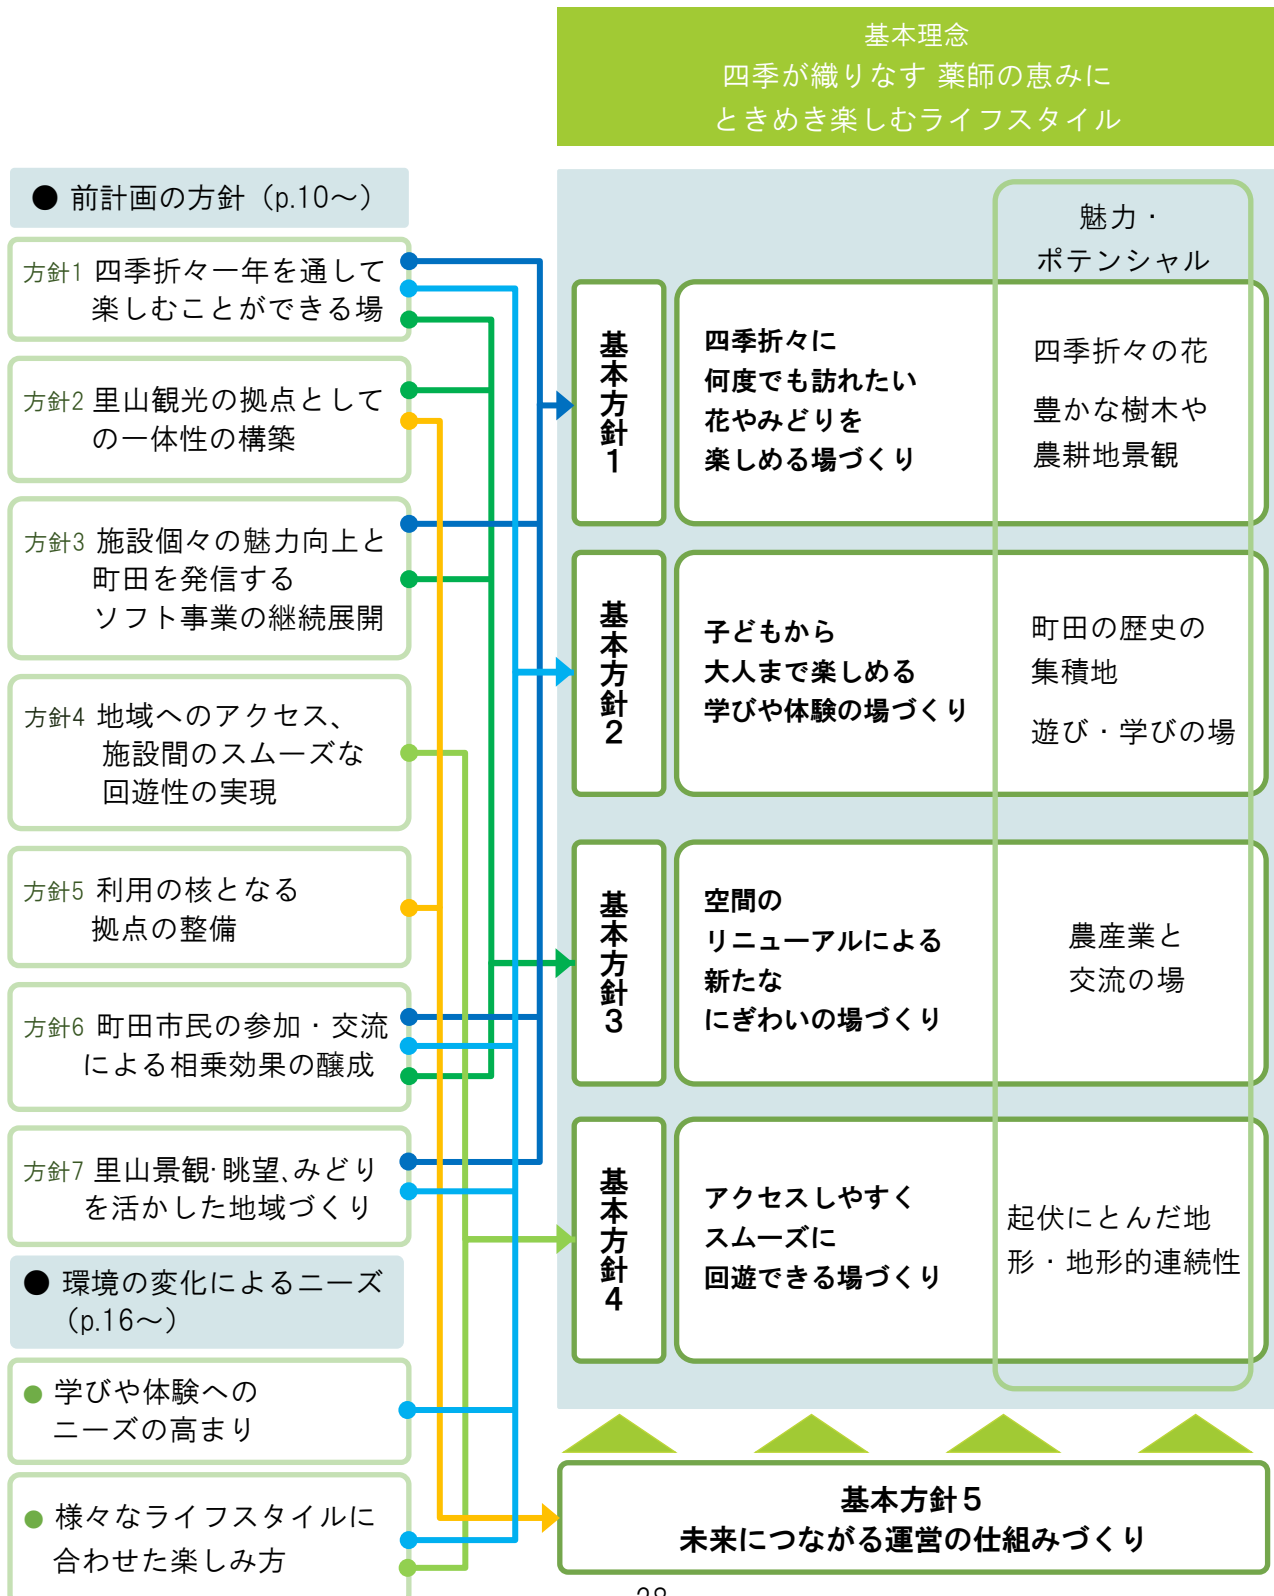 基本理念
四季が織りなす 薬師の恵みに
ときめき楽しむライフスタイル
● 前計画の方針（p.10～）
方針1 四季折々一年を通して
楽しむことができる場
方針2 里山観光の拠点として
の一体性の構築
方針3 施設個々の魅力向上と
町田を発信する
ソフト事業の継続展開
方針4 地域へのアクセス、
施設間のスムーズな
回遊性の実現
方針5 利用の核となる
拠点の整備
方針6 町田市民の参加・交流
による相乗効果の醸成
方針7 里山景観・眺望、みどり
を活かした地域づくり
● 環境の変化によるニーズ
（p.16～）
● 学びや体験への
ニーズの高まり
● 様々なライフスタイルに
合わせた楽しみ方
魅力・
ポテンシャル
基本方針1
四季折々に
何度でも訪れたい
花やみどりを
楽しめる場づくり
四季折々の花
豊かな樹木や
農耕地景観
基本方針2
子どもから
大人まで楽しめる
学びや体験の場づくり
町田の歴史の
集積地
遊び・学びの場
基本方針3
空間の
リニューアルによる
新たな
にぎわいの場づくり
農産業と
交流の場
基本方針4
アクセスしやすく
スムーズに
回遊できる場づくり
起伏にとんだ地
形・地形的連続性
基本方針５
未来につながる運営の仕組みづくり